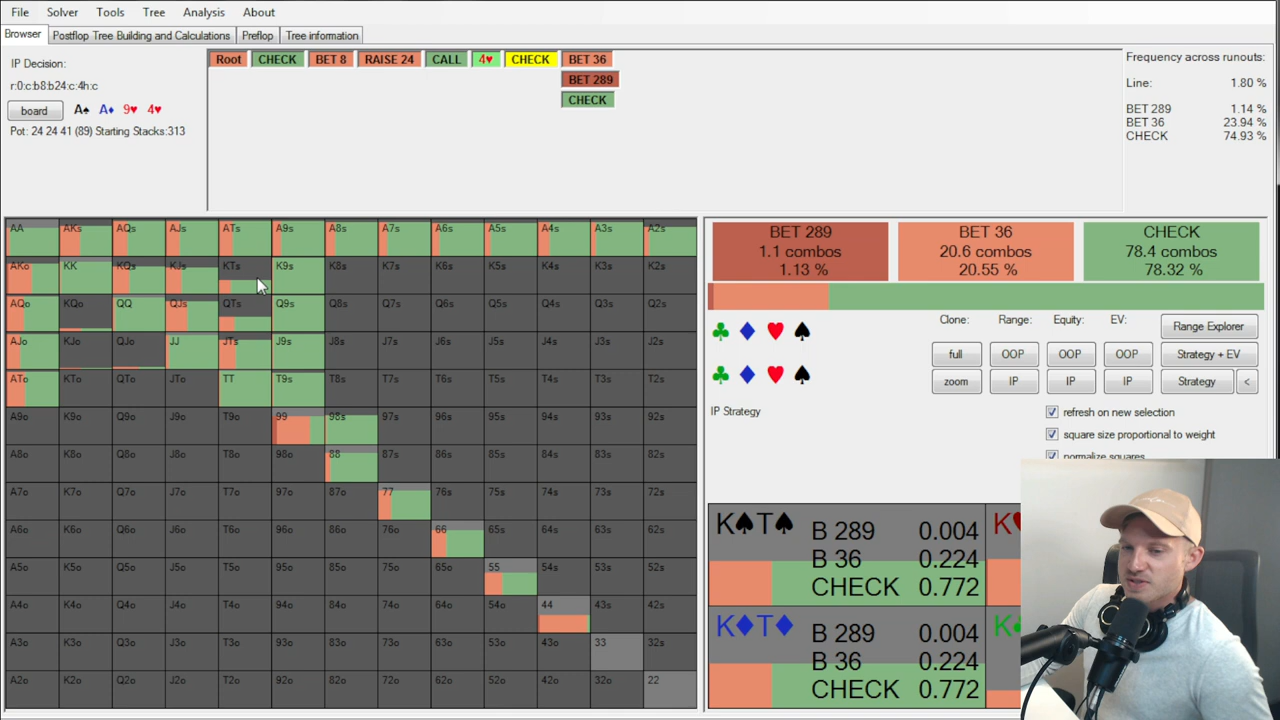 File Solver Tools Tree Analysis About
Browser Postflop Tree Building and Calculations Preflop Tree information
IP Decision:
r:0:c:b8:b24:c:4h:c
board A♠ A♦ 9♥ 4♥
Pot: 24 24 41 (89) Starting Stacks:313
Root CHECK BET 8 RAISE 24 CALL 4♥ CHECK BET 36
BET 289
CHECK
Frequency across runouts:
Line: 1.80 %
BET 289 1.14 %
BET 36 23.94 %
CHECK 74.93 %
AA AKs AQs AJs ATs A9s A8s A7s A6s A5s A4s A3s A2s
AKo KK KQs KJs KTs K9s K8s K7s K6s K5s K4s K3s K2s
AQo KQo QQ QJs QTs Q9s Q8s Q7s Q6s Q5s Q4s Q3s Q2s
AJo KJo QJo JJ JTs J9s J8s J7s J6s J5s J4s J3s J2s
ATo KTo QTo JTo TT T9s T8s T7s T6s T5s T4s T3s T2s
A9o K9o Q9o J9o T9o 99 98s 97s 96s 95s 94s 93s 92s
A8o K8o Q8o J8o T8o 98o 88 87s 86s 85s 84s 83s 82s
A7o K7o Q7o J7o T7o 97o 87o 77 76s 75s 74s 73s 72s
A6o K6o Q6o J6o T6o 96o 86o 76o 66 65s 64s 63s 62s
A5o K5o Q5o J5o T5o 95o 85o 75o 65o 55 54s 53s 52s
A4o K4o Q4o J4o T4o 94o 84o 74o 64o 54o 44 43s 42s
A3o K3o Q3o J3o T3o 93o 83o 73o 63o 53o 43o 33 32s
A2o K2o Q2o J2o T2o 92o 82o 72o 62o 52o 42o 32o 22
BET 289 BET 36 CHECK
1.1 combos 20.6 combos 78.4 combos
1.13 % 20.55 % 78.32 %
♣ ♦ ♥ ♠
♣ ♦ ♥ ♠
Clone: Range: Equity: EV: Range Explorer
full OOP OOP OOP Strategy + EV
zoom IP IP IP Strategy <
IP Strategy
refresh on new selection
square size proportional to weight
normalize squares
K♠T♠ B 289 0.004
B 36 0.224
CHECK 0.772
K♥
K♦T♦ B 289 0.004
B 36 0.224
CHECK 0.772
K♣